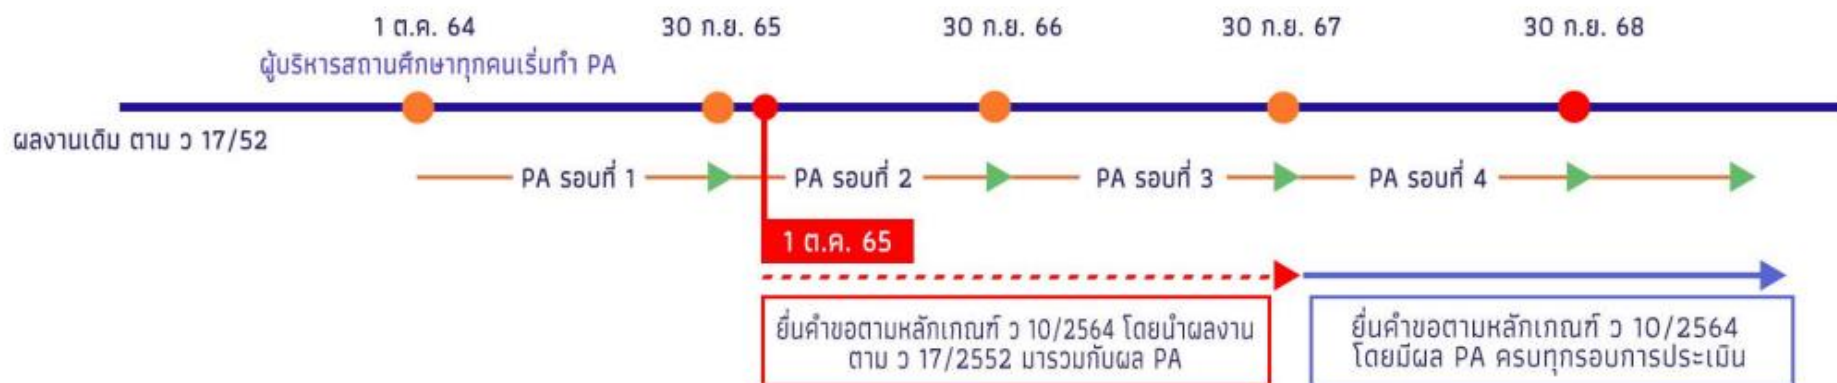 1 ต.ค. 64
30 ก.ย. 65
30 ก.ย. 66
30 ก.ย. 67
30 ก.ย. 68
ผู้บริหารสถานศึกษาทุกคนเริ่มทำ PA
ผลงานเดิม ตาม ว 17/52
PA รอบที่ 1
PA รอบที่ 2
PA รอบที่ 3
PA รอบที่ 4
1 ต.ค. 65
ยื่นคำขอตามหลักเกณฑ์ ว 10/2564 โดยนำผลงาน
ตาม ว 17/2552 มารวมกับผล PA
ยื่นคำขอตามหลักเกณฑ์ ว 10/2564
โดยมีผล PA ครบทุกรอบการประเมิน